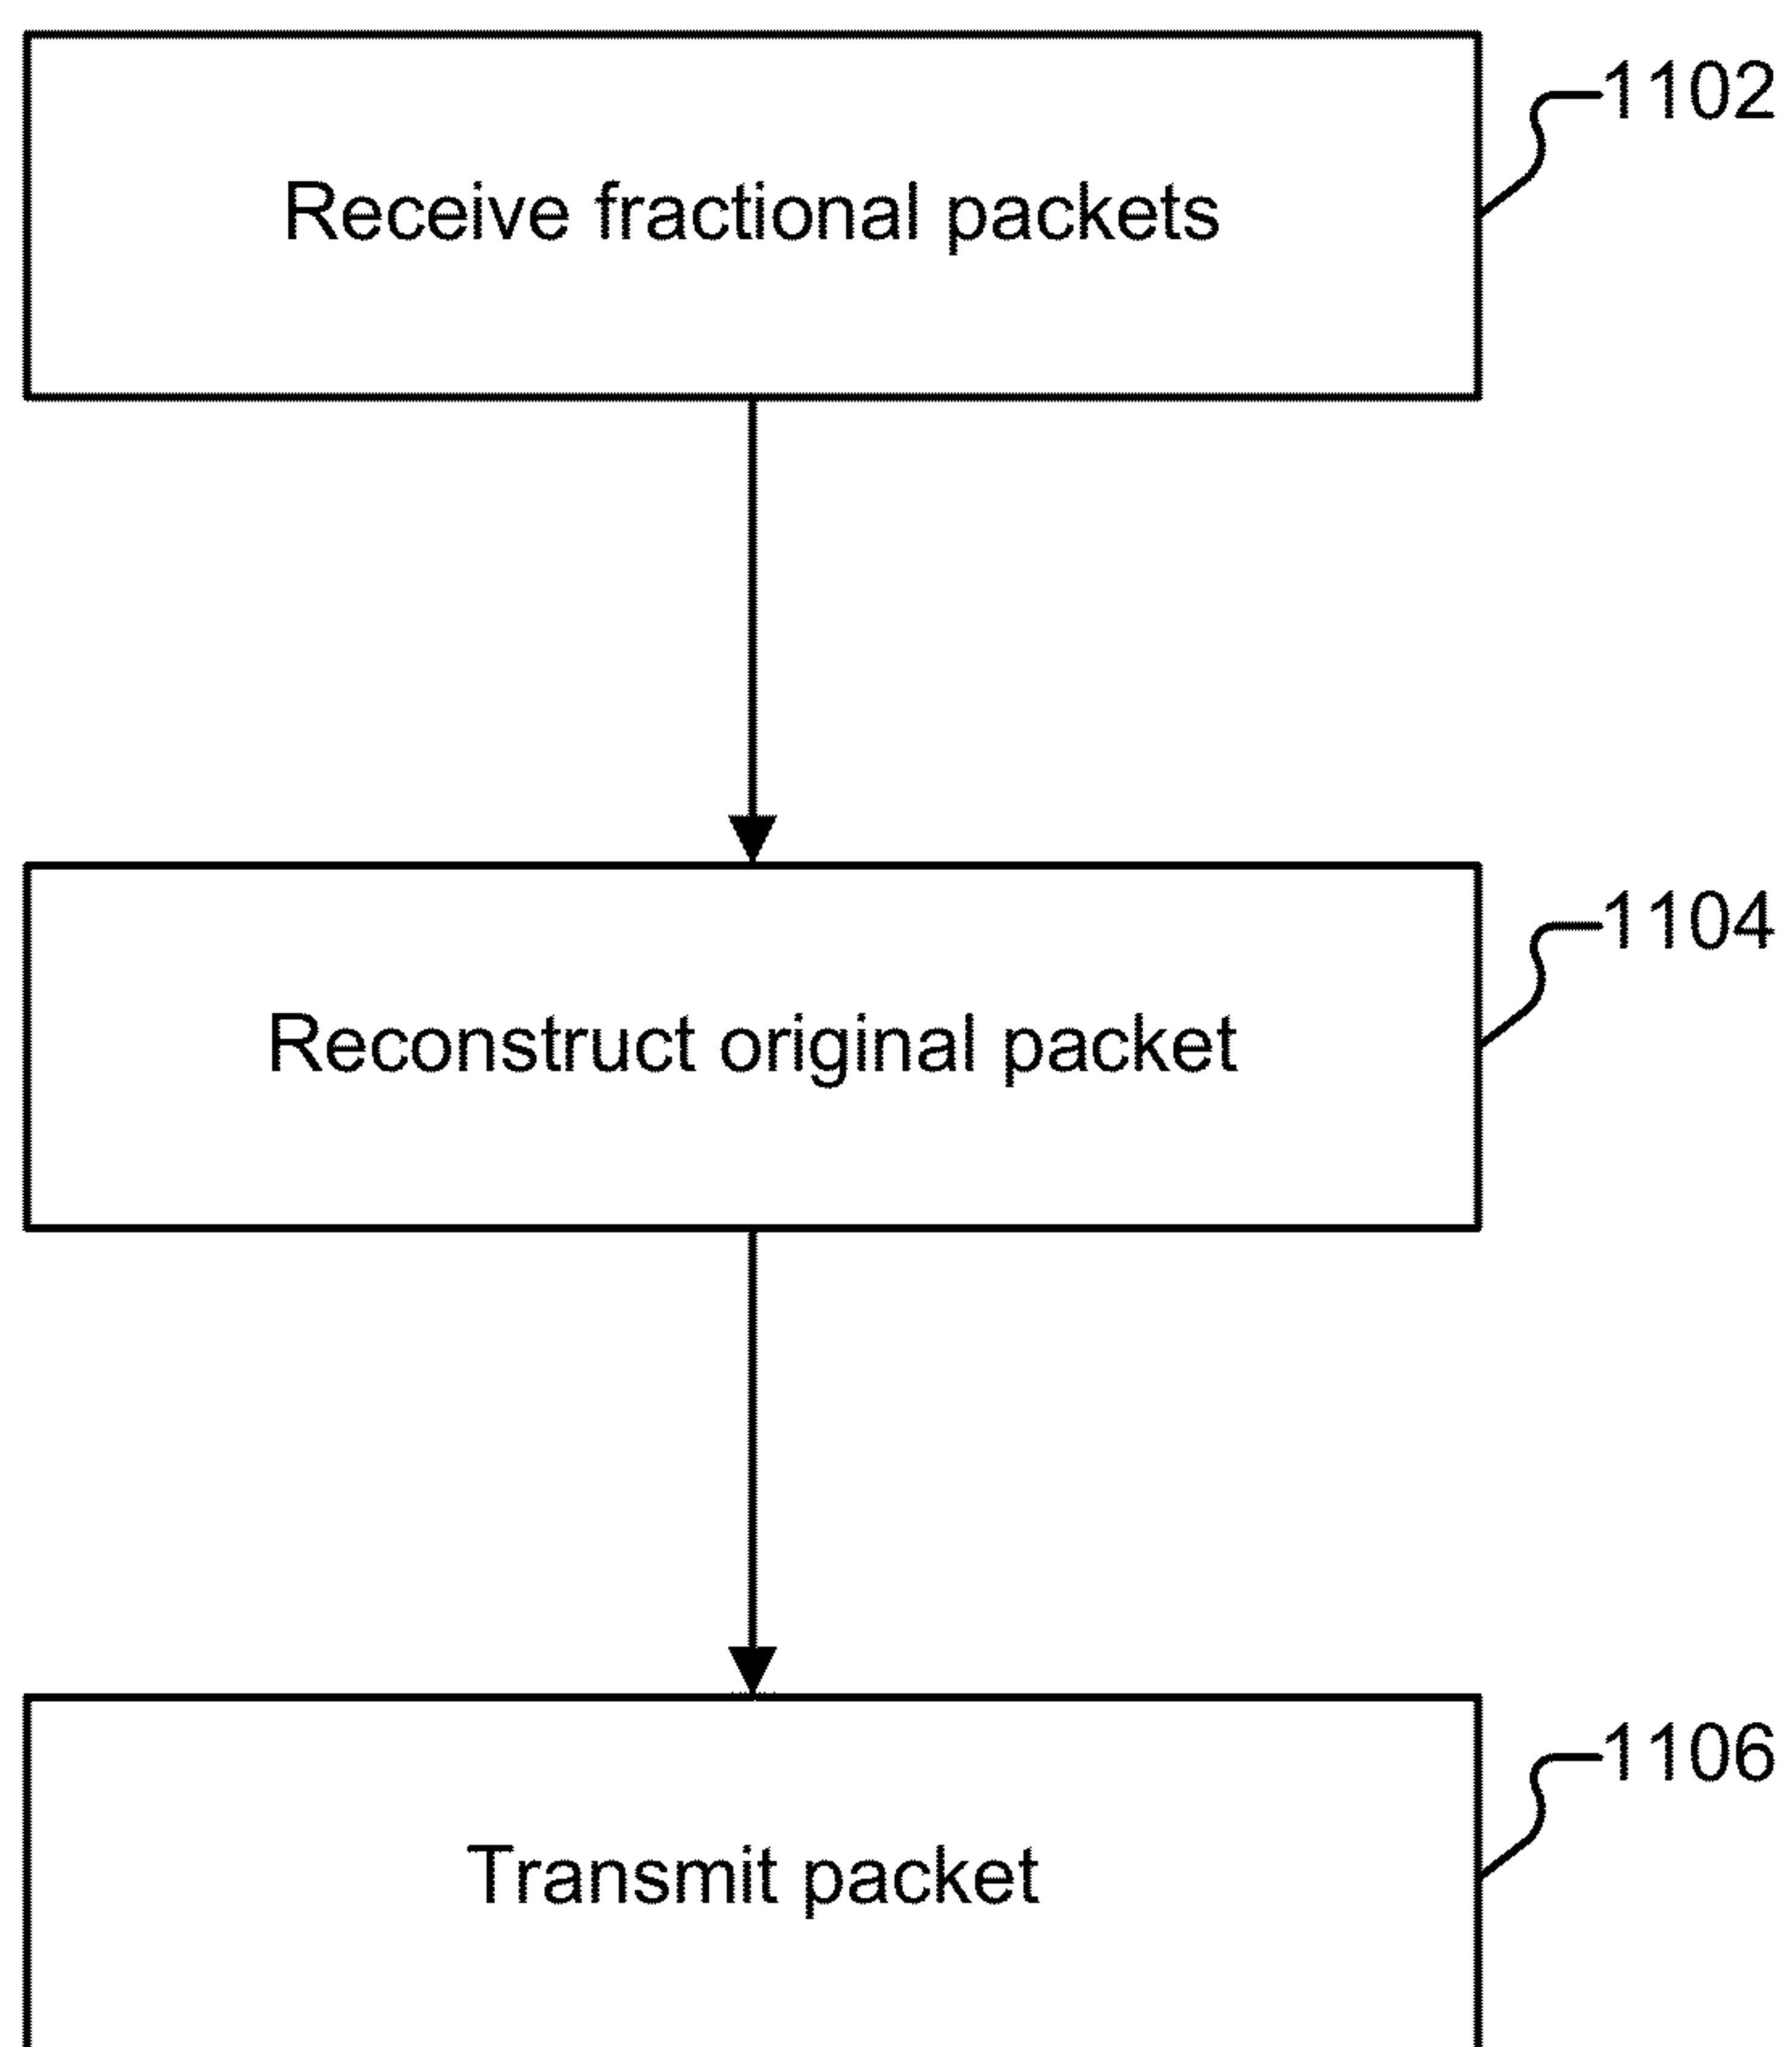 1102
Receive fractional packets
1104
Reconstruct original packet
1106
Transmit packet